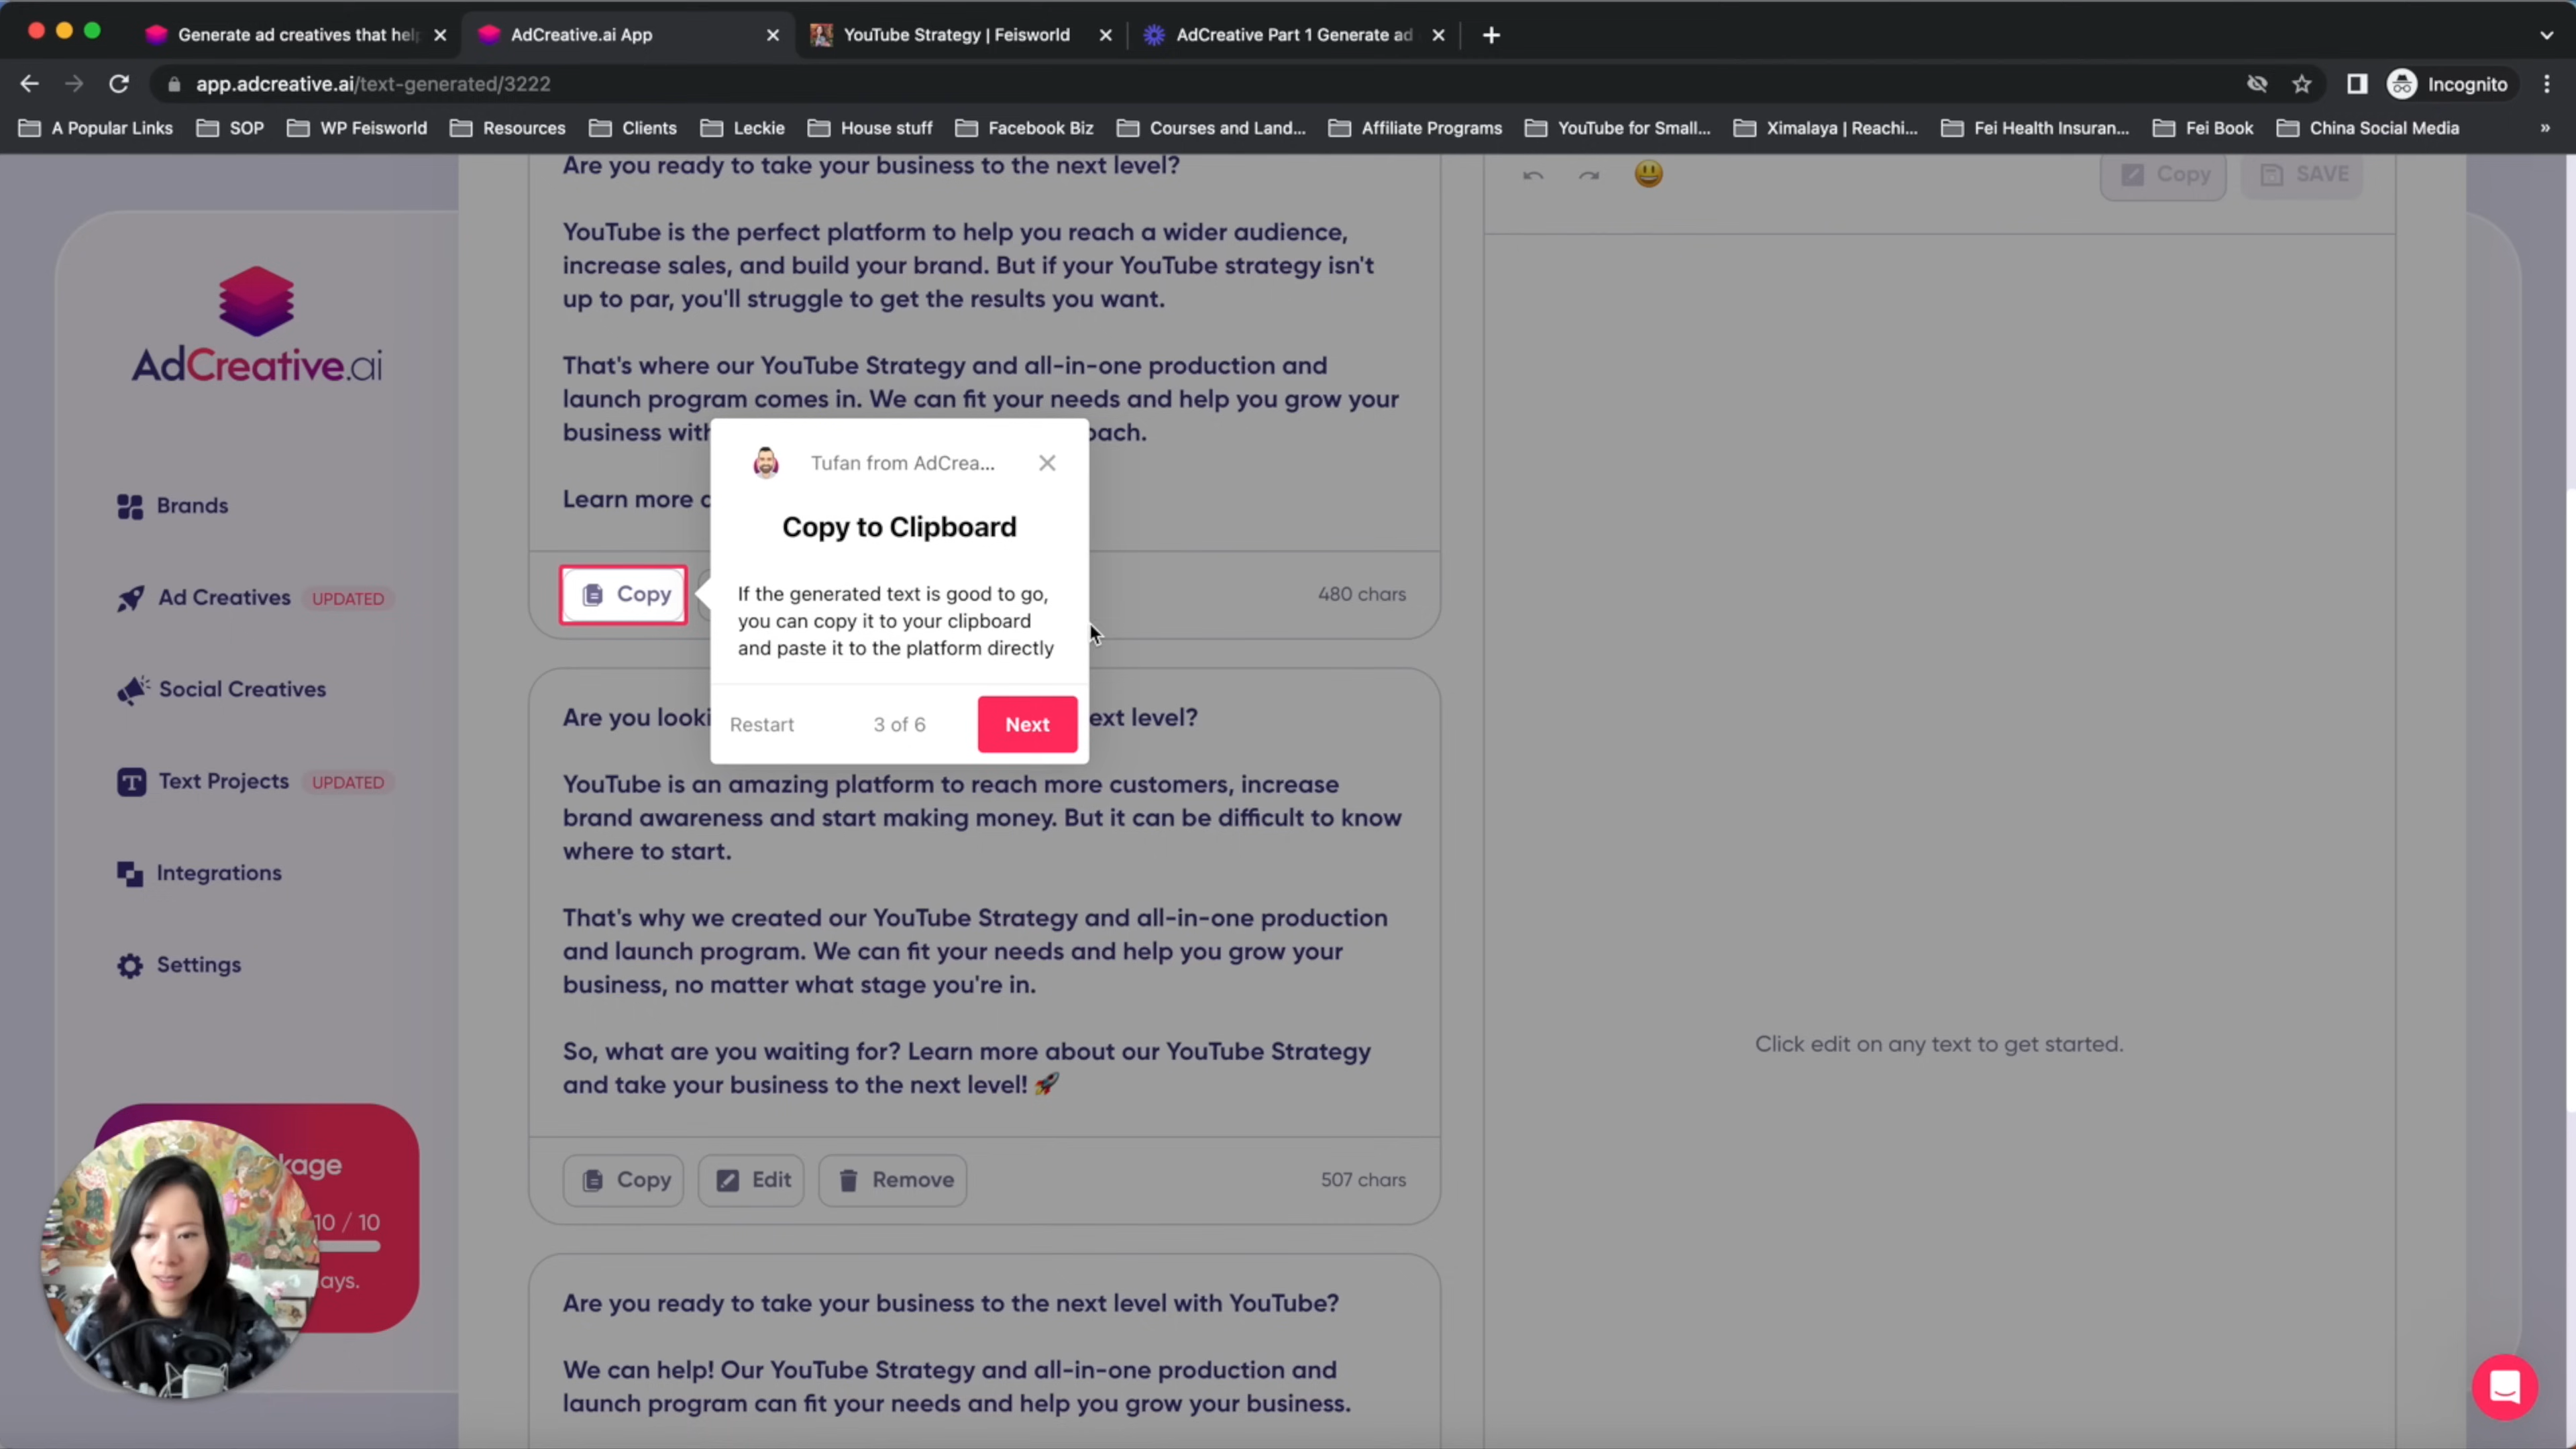 Generate ad creatives that hel
AdCreative.ai App
YouTube Strategy | Feisworld
AdCreative Part 1 Generate ad
app.adcreative.ai/text-generated/3222
Incognito
A Popular Links
SOP
WP Feisworld
Resources
Clients
Leckie
House stuff
Facebook Biz
Courses and Land...
Affiliate Programs
YouTube for Small...
Ximalaya | Reachi...
Fei Health Insuran...
Fei Book
China Social Media
»
AdCreative.ai
Brands
Ad Creatives UPDATED
Social Creatives
Text Projects UPDATED
Integrations
Settings
kage
10 / 10
ays.
Are you ready to take your business to the next level?
YouTube is the perfect platform to help you reach a wider audience,
increase sales, and build your brand. But if your YouTube strategy isn't
up to par, you'll struggle to get the results you want.
That's where our YouTube Strategy and all-in-one production and
launch program comes in. We can fit your needs and help you grow your
business with oach.
Learn more
Copy
480 chars
Tufan from AdCrea...
Copy to Clipboard
If the generated text is good to go,
you can copy it to your clipboard
and paste it to the platform directly
Restart
3 of 6
Next
Are you looki ext level?
YouTube is an amazing platform to reach more customers, increase
brand awareness and start making money. But it can be difficult to know
where to start.
That's why we created our YouTube Strategy and all-in-one production
and launch program. We can fit your needs and help you grow your
business, no matter what stage you're in.
So, what are you waiting for? Learn more about our YouTube Strategy
and take your business to the next level! 🚀
Copy
Edit
Remove
507 chars
Are you ready to take your business to the next level with YouTube?
We can help! Our YouTube Strategy and all-in-one production and
launch program can fit your needs and help you grow your business.
Copy
SAVE
Click edit on any text to get started.